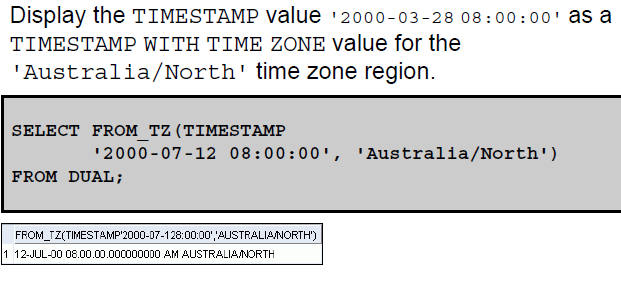 Display the TIMESTAMP value '2000-03-28 08:00:00' as a
TIMESTAMP WITH TIME ZONE value for the
'Australia/North' time zone region.
SELECT FROM_TZ(TIMESTAMP
'2000-07-12 08:00:00', 'Australia/North')
FROM DUAL;
FROM_TZ(TIMESTAMP'2000-07-128:00:00','AUSTRALIA/NORTH')
1 12-JUL-00 08.00.00.000000000 AM AUSTRALIA/NORTH